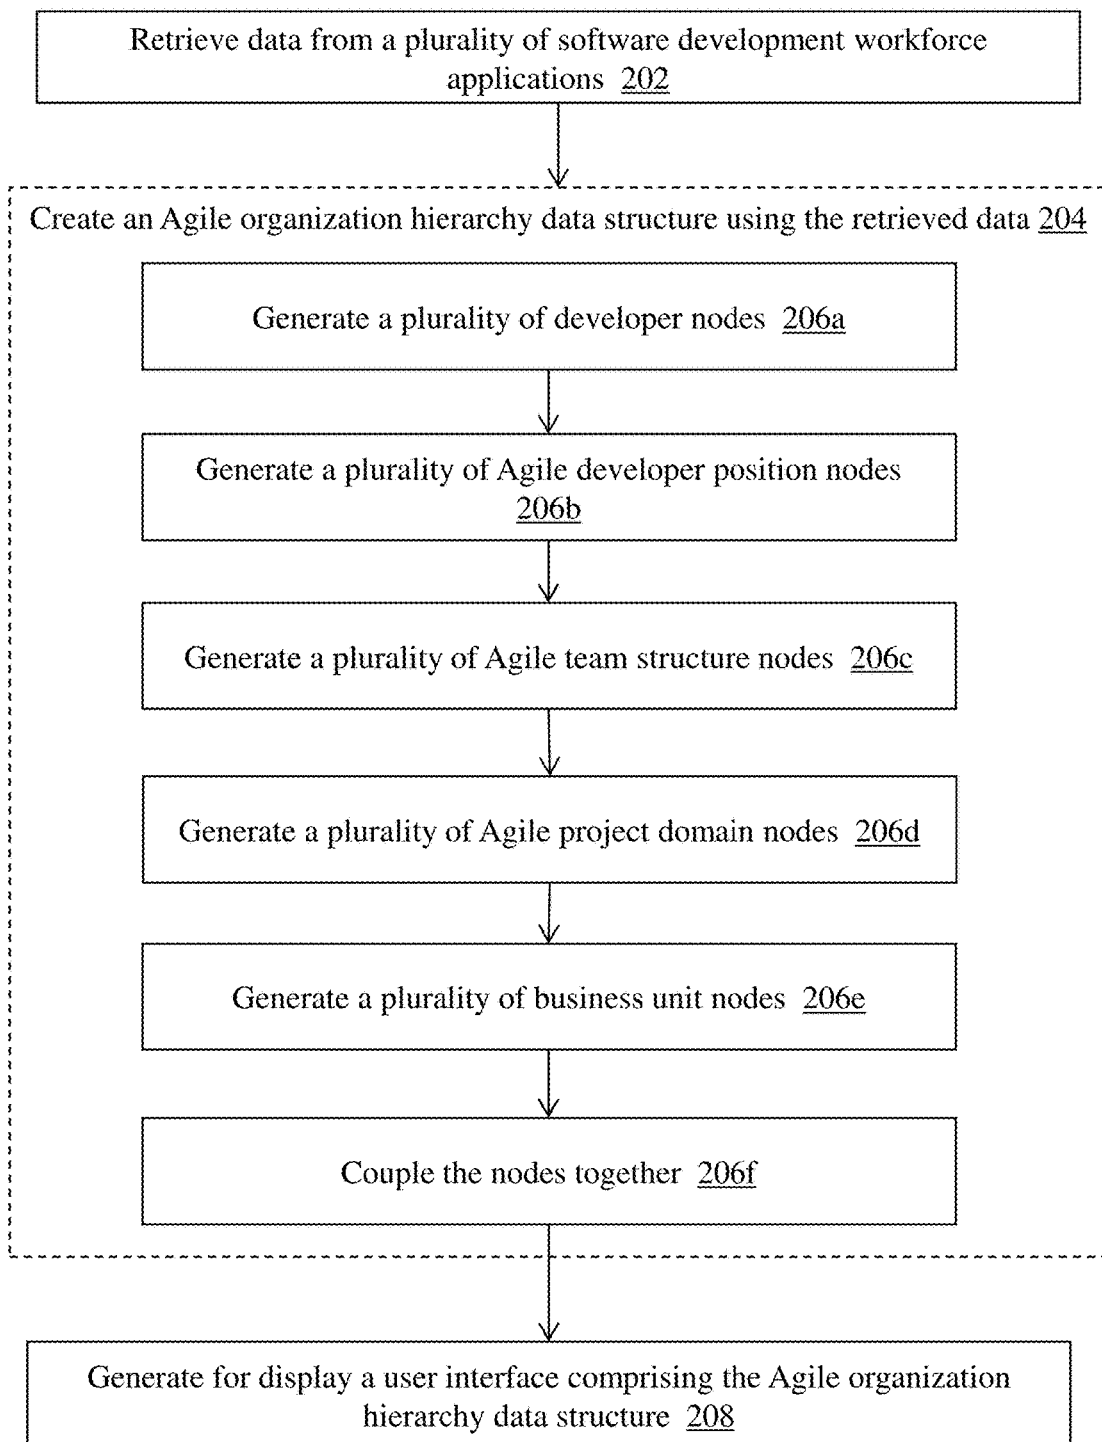 Retrieve data from a plurality of software development workforce
applications 202
Create an Agile organization hierarchy data structure using the retrieved data 204
Generate a plurality of developer nodes 206a
Generate a plurality of Agile developer position nodes
206b
Generate a plurality of Agile team structure nodes 206c
Generate a plurality of Agile project domain nodes 206d
Generate a plurality of business unit nodes 206e
Couple the nodes together 206f
Generate for display a user interface comprising the Agile organization
hierarchy data structure 208